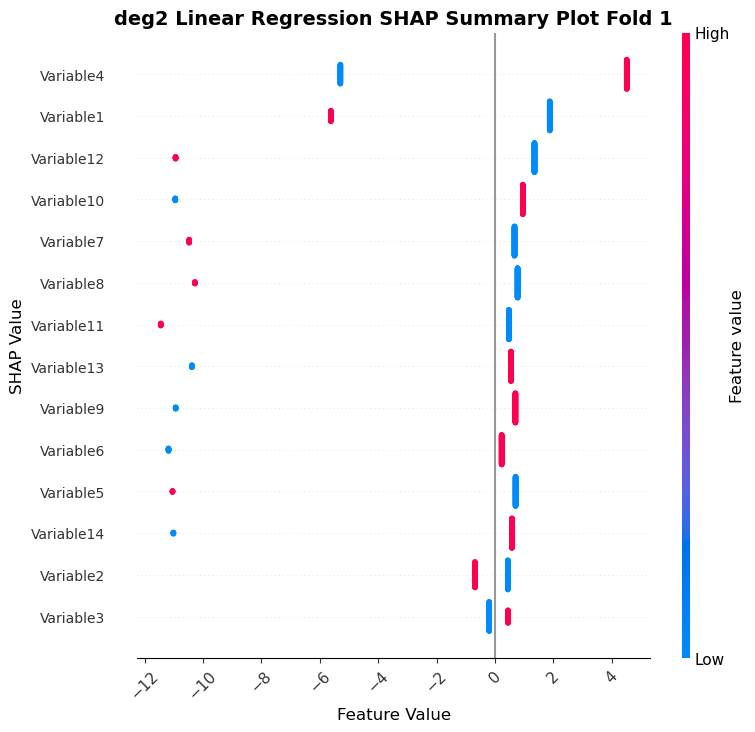 deg2 Linear Regression SHAP Summary Plot Fold 1
High
Variable4
Variable1
Variable12
Variable10
Variable7
Variable8
Variable11
Variable13
Variable9
Variable6
Variable5
Variable14
Variable2
Variable3
SHAP Value
Feature value
Low
−12
−10
−8
−6
−4
−2
0
2
4
Feature Value